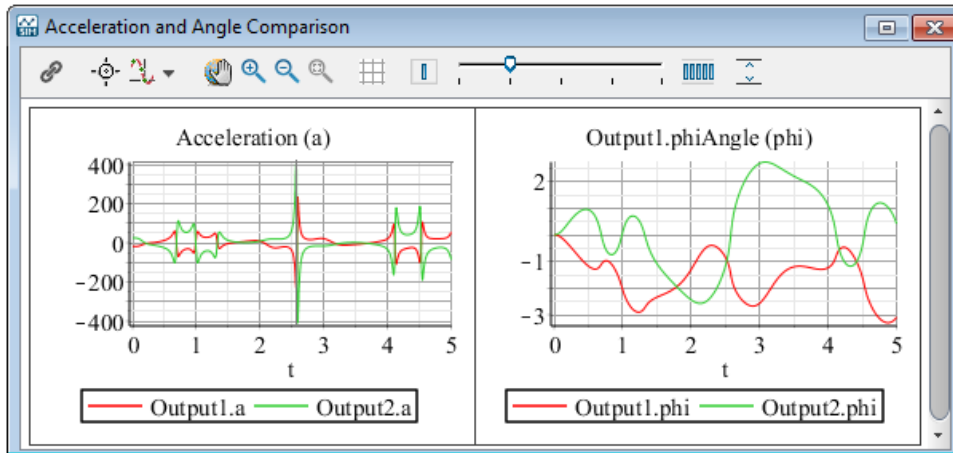 SIM Acceleration and Angle Comparison
Acceleration (a)
400
200
0
-200
-400
0 1 2 3 4 5
t
Output1.a Output2.a
Output1.phiAngle (phi)
2
-1
-3
0 1 2 3 4 5
t
Output1.phi Output2.phi